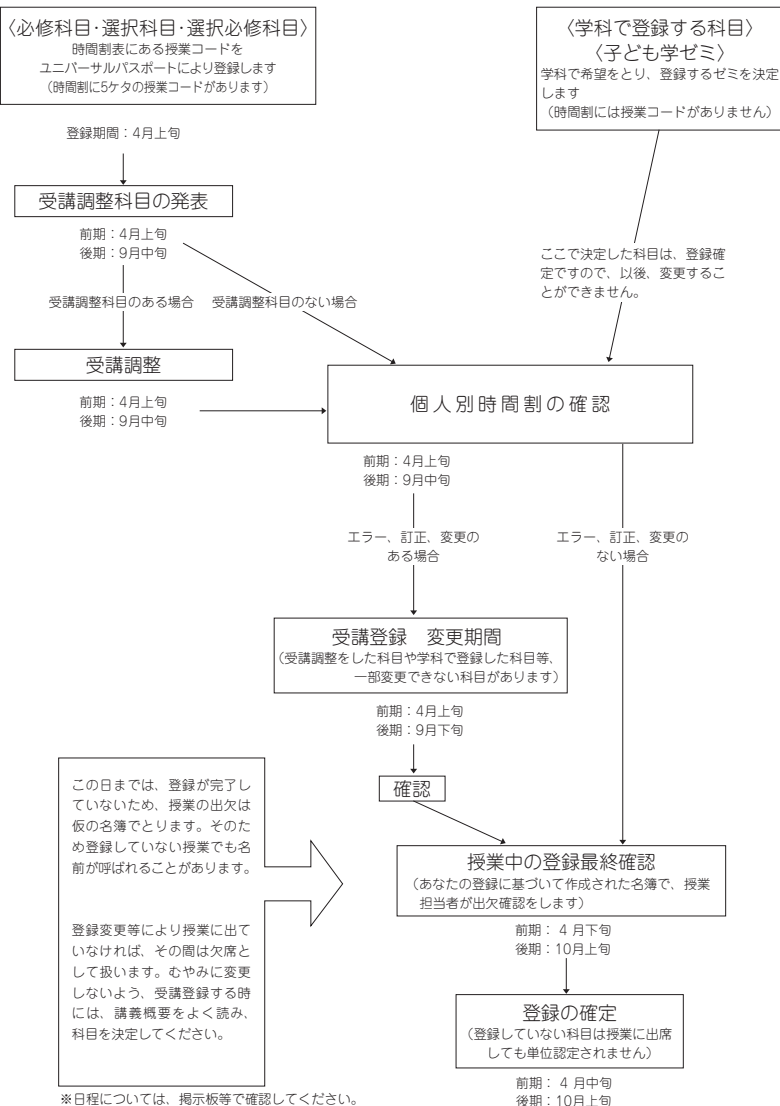 〈必修科目・選択科目・選択必修科目〉
時間割表にある授業コードを
ユニバーサルパスポートにより登録します
（時間割に5ケタの授業コードがあります）
登録期間：4月上旬
〈学科で登録する科目〉
〈子ども学ゼミ〉
学科で希望をとり、登録するゼミを決定
します
（時間割には授業コードがありません）
受講調整科目の発表
前期：4月上旬
後期：9月中旬
受講調整科目のある場合
受講調整科目のない場合
ここで決定した科目は、登録確
定ですので、以後、変更するこ
とができません。
受講調整
前期：4月上旬
後期：9月中旬
個人別時間割の確認
前期：4月上旬
後期：9月中旬
エラー、訂正、変更の
ある場合
エラー、訂正、変更の
ない場合
受講登録　変更期間
（受講調整をした科目や学科で登録した科目等、
一部変更できない科目があります）
前期：4月上旬
後期：9月下旬
確認
この日までは、登録が完了し
ていないため、授業の出欠は
仮の名簿でとります。そのた
め登録していない授業でも名
前が呼ばれることがあります。
登録変更等により授業に出て
いなければ、その間は欠席と
して扱います。むやみに変更
しないよう、受講登録する時
には、講義概要をよく読み、
科目を決定してください。
授業中の登録最終確認
（あなたの登録に基づいて作成された名簿で、授業
担当者が出欠確認をします）
前期： 4 月下旬
後期：10月上旬
登録の確定
（登録していない科目は授業に出席
しても単位認定されません）
前期： 4 月中旬
後期：10月上旬
※日程については、掲示板等で確認してください。